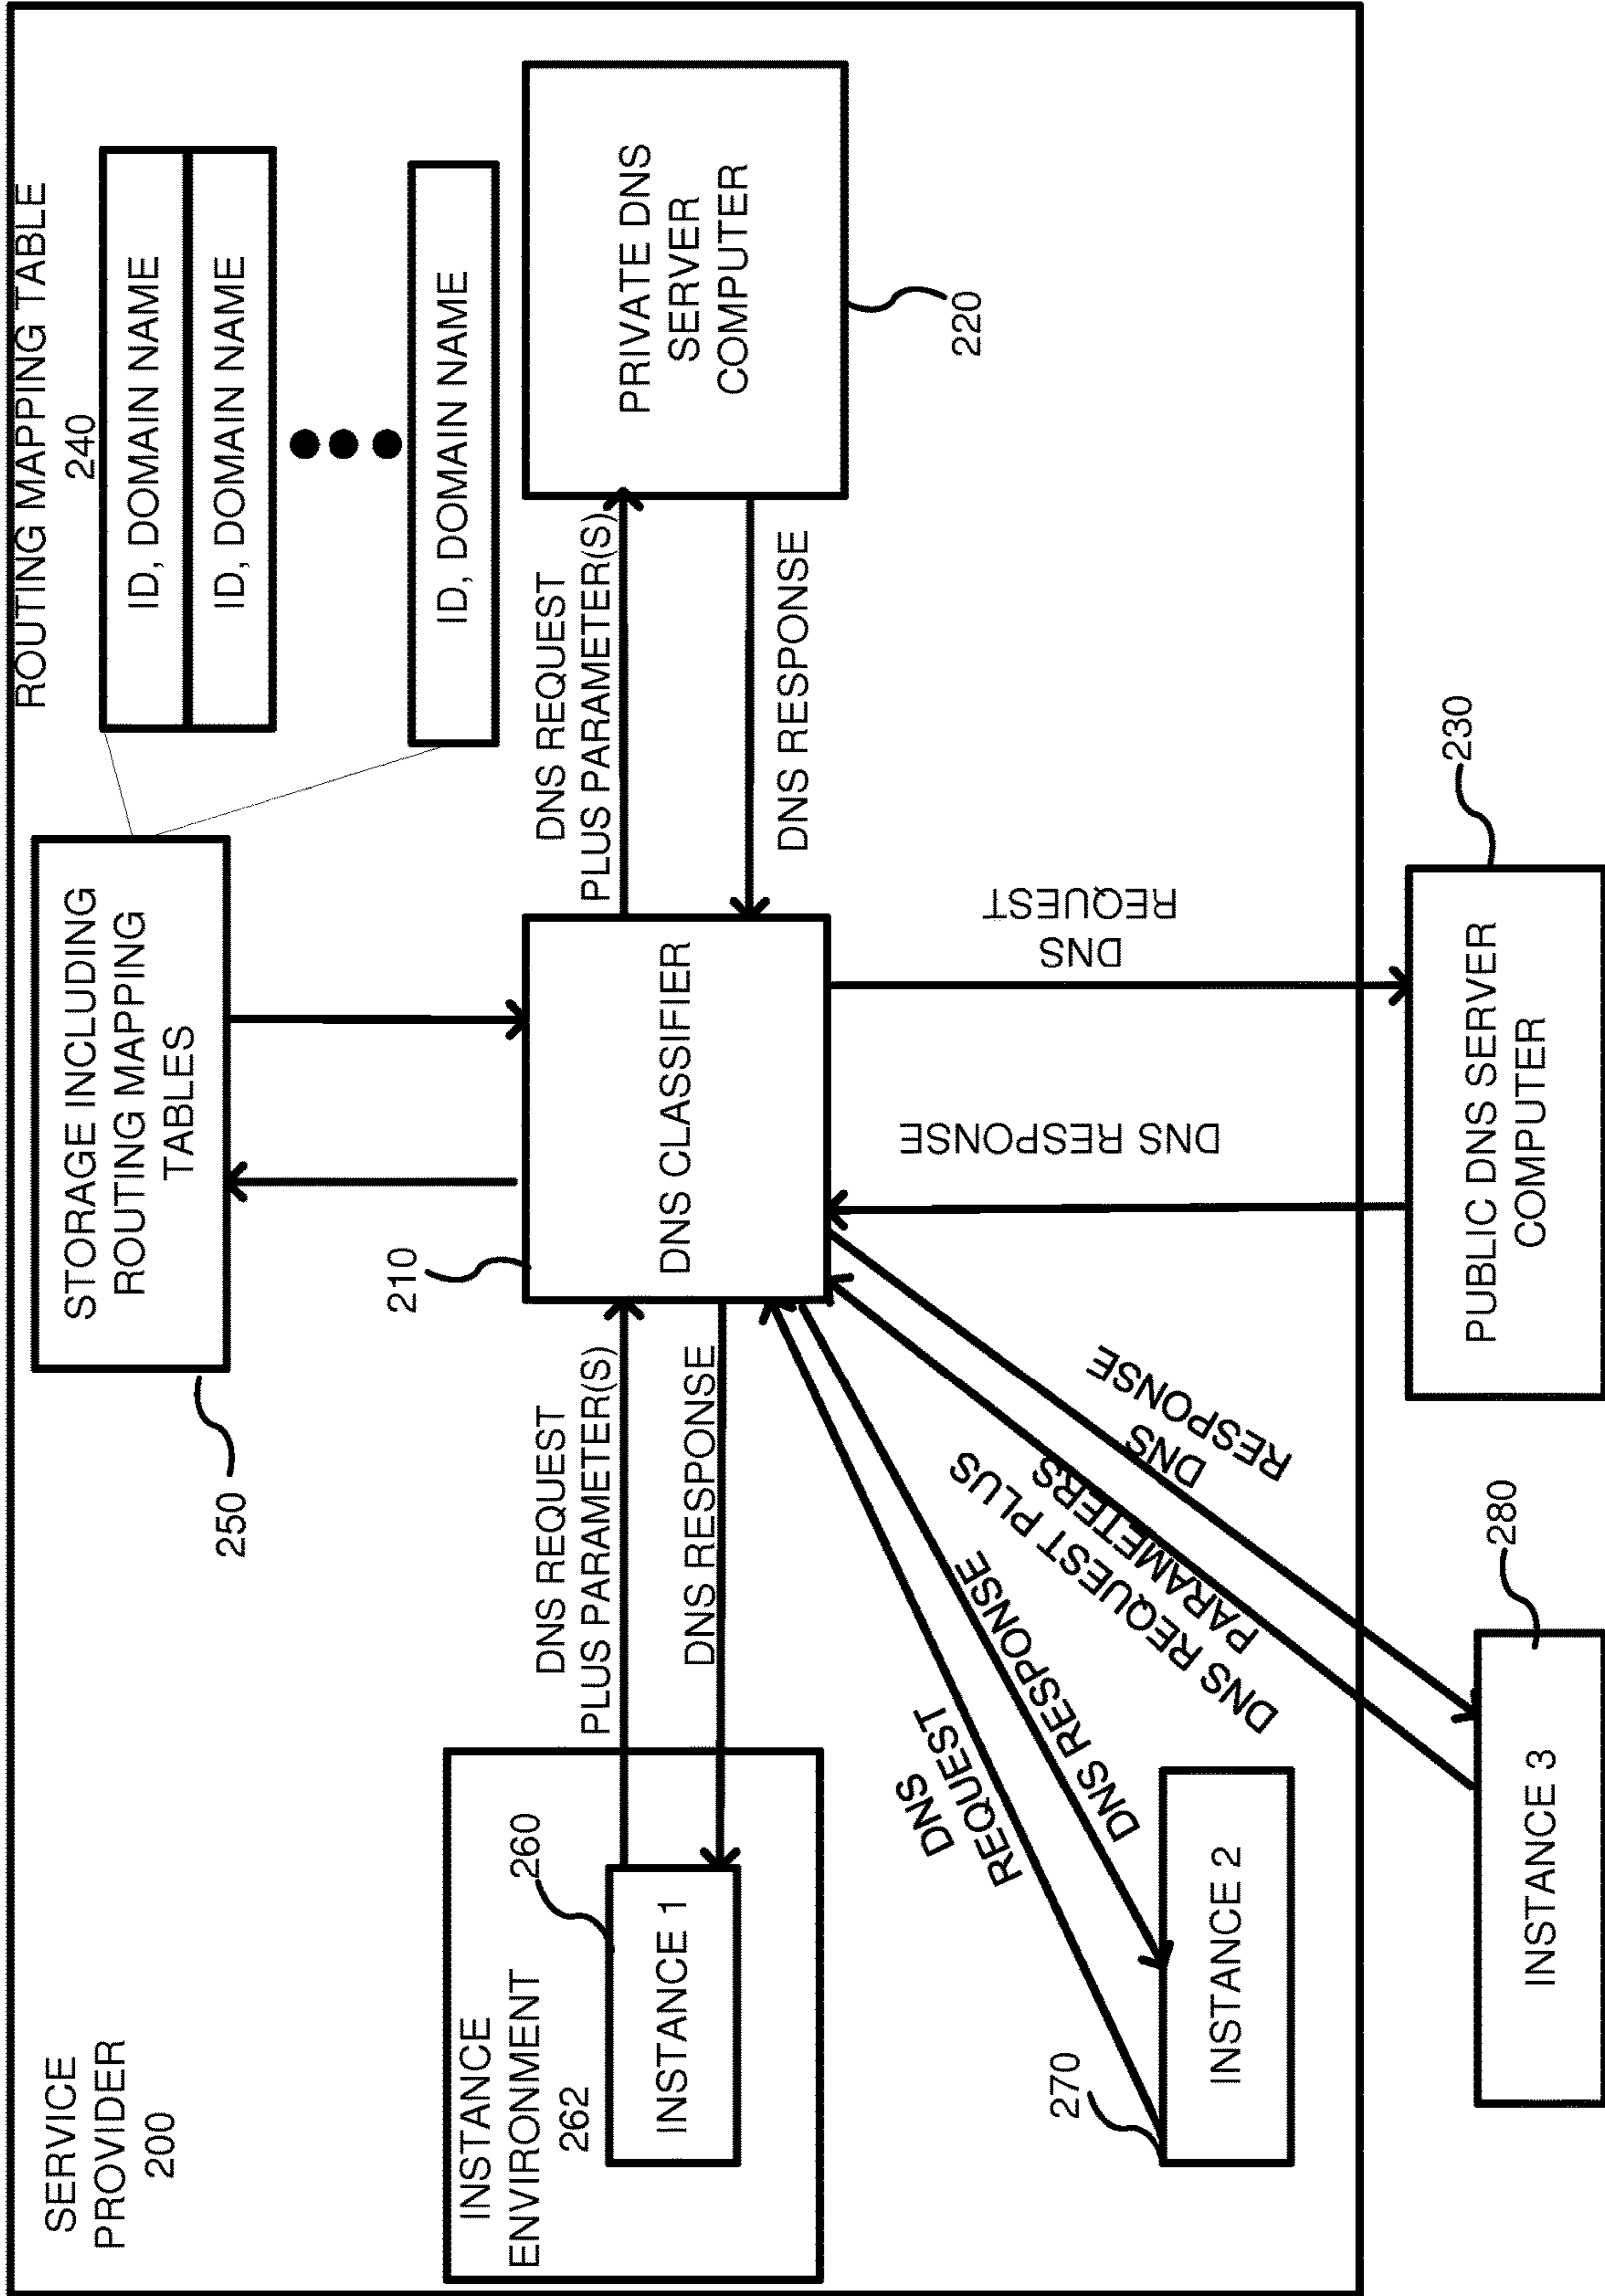 SERVICE
PROVIDER
200
STORAGE INCLUDING
ROUTING MAPPING
TABLES
250
ROUTING MAPPING TABLE
240
ID, DOMAIN NAME
ID, DOMAIN NAME
ID, DOMAIN NAME
INSTANCE
ENVIRONMENT
262
INSTANCE 1
260
DNS REQUEST
PLUS PARAMETER(S)
DNS RESPONSE
210
DNS CLASSIFIER
DNS REQUEST
PLUS PARAMETER(S)
DNS RESPONSE
PRIVATE DNS
SERVER
COMPUTER
220
DNS
REQUEST
DNS RESPONSE
DNS REQUEST PLUS
PARAMETERS
DNS
RESPONSE
DNS RESPONSE
DNS
REQUEST
270
INSTANCE 2
INSTANCE 3
280
PUBLIC DNS SERVER
COMPUTER
230